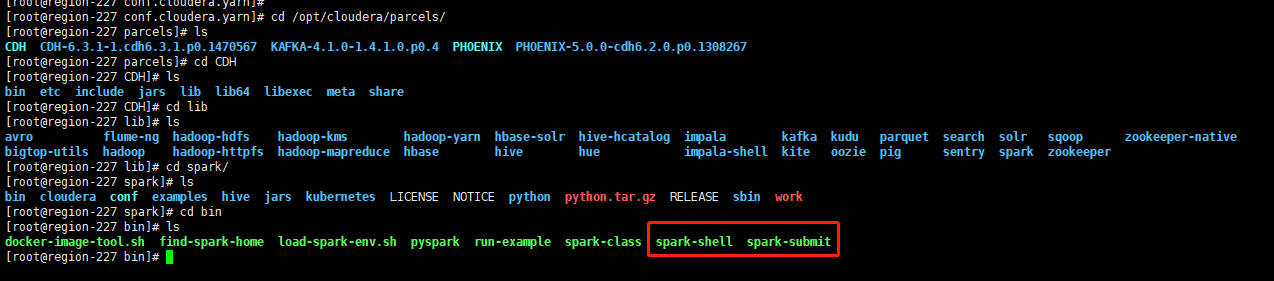 [root@region-227 conf.cloudera.yarn]#
[root@region-227 conf.cloudera.yarn]# cd /opt/cloudera/parcels/
[root@region-227 parcels]# ls
CDH CDH-6.3.1-1.cdh6.3.1.p0.1470567 KAFKA-4.1.0-1.4.1.0.p0.4 PHOENIX PHOENIX-5.0.0-cdh6.2.0.p0.1308267
[root@region-227 parcels]# cd CDH
[root@region-227 CDH]# ls
bin etc include jars lib lib64 libexec meta share
[root@region-227 CDH]# cd lib
[root@region-227 lib]# ls
avro flume-ng hadoop-hdfs hadoop-kms hadoop-yarn hbase-solr hive-hcatalog impala kafka kudu parquet search solr sqoop zookeeper-native
bigtop-utils hadoop hadoop-httpfs hadoop-mapreduce hbase hive hue impala-shell kite oozie pig sentry spark zookeeper
[root@region-227 lib]# cd spark/
[root@region-227 spark]# ls
bin cloudera conf examples hive jars kubernetes LICENSE NOTICE python python.tar.gz RELEASE sbin work
[root@region-227 spark]# cd bin
[root@region-227 bin]# ls
docker-image-tool.sh find-spark-home load-spark-env.sh pyspark run-example spark-class spark-shell spark-submit
[root@region-227 bin]#